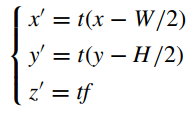 x′ = t(x − W/2)
y′ = t(y − H/2)
z′ = tf